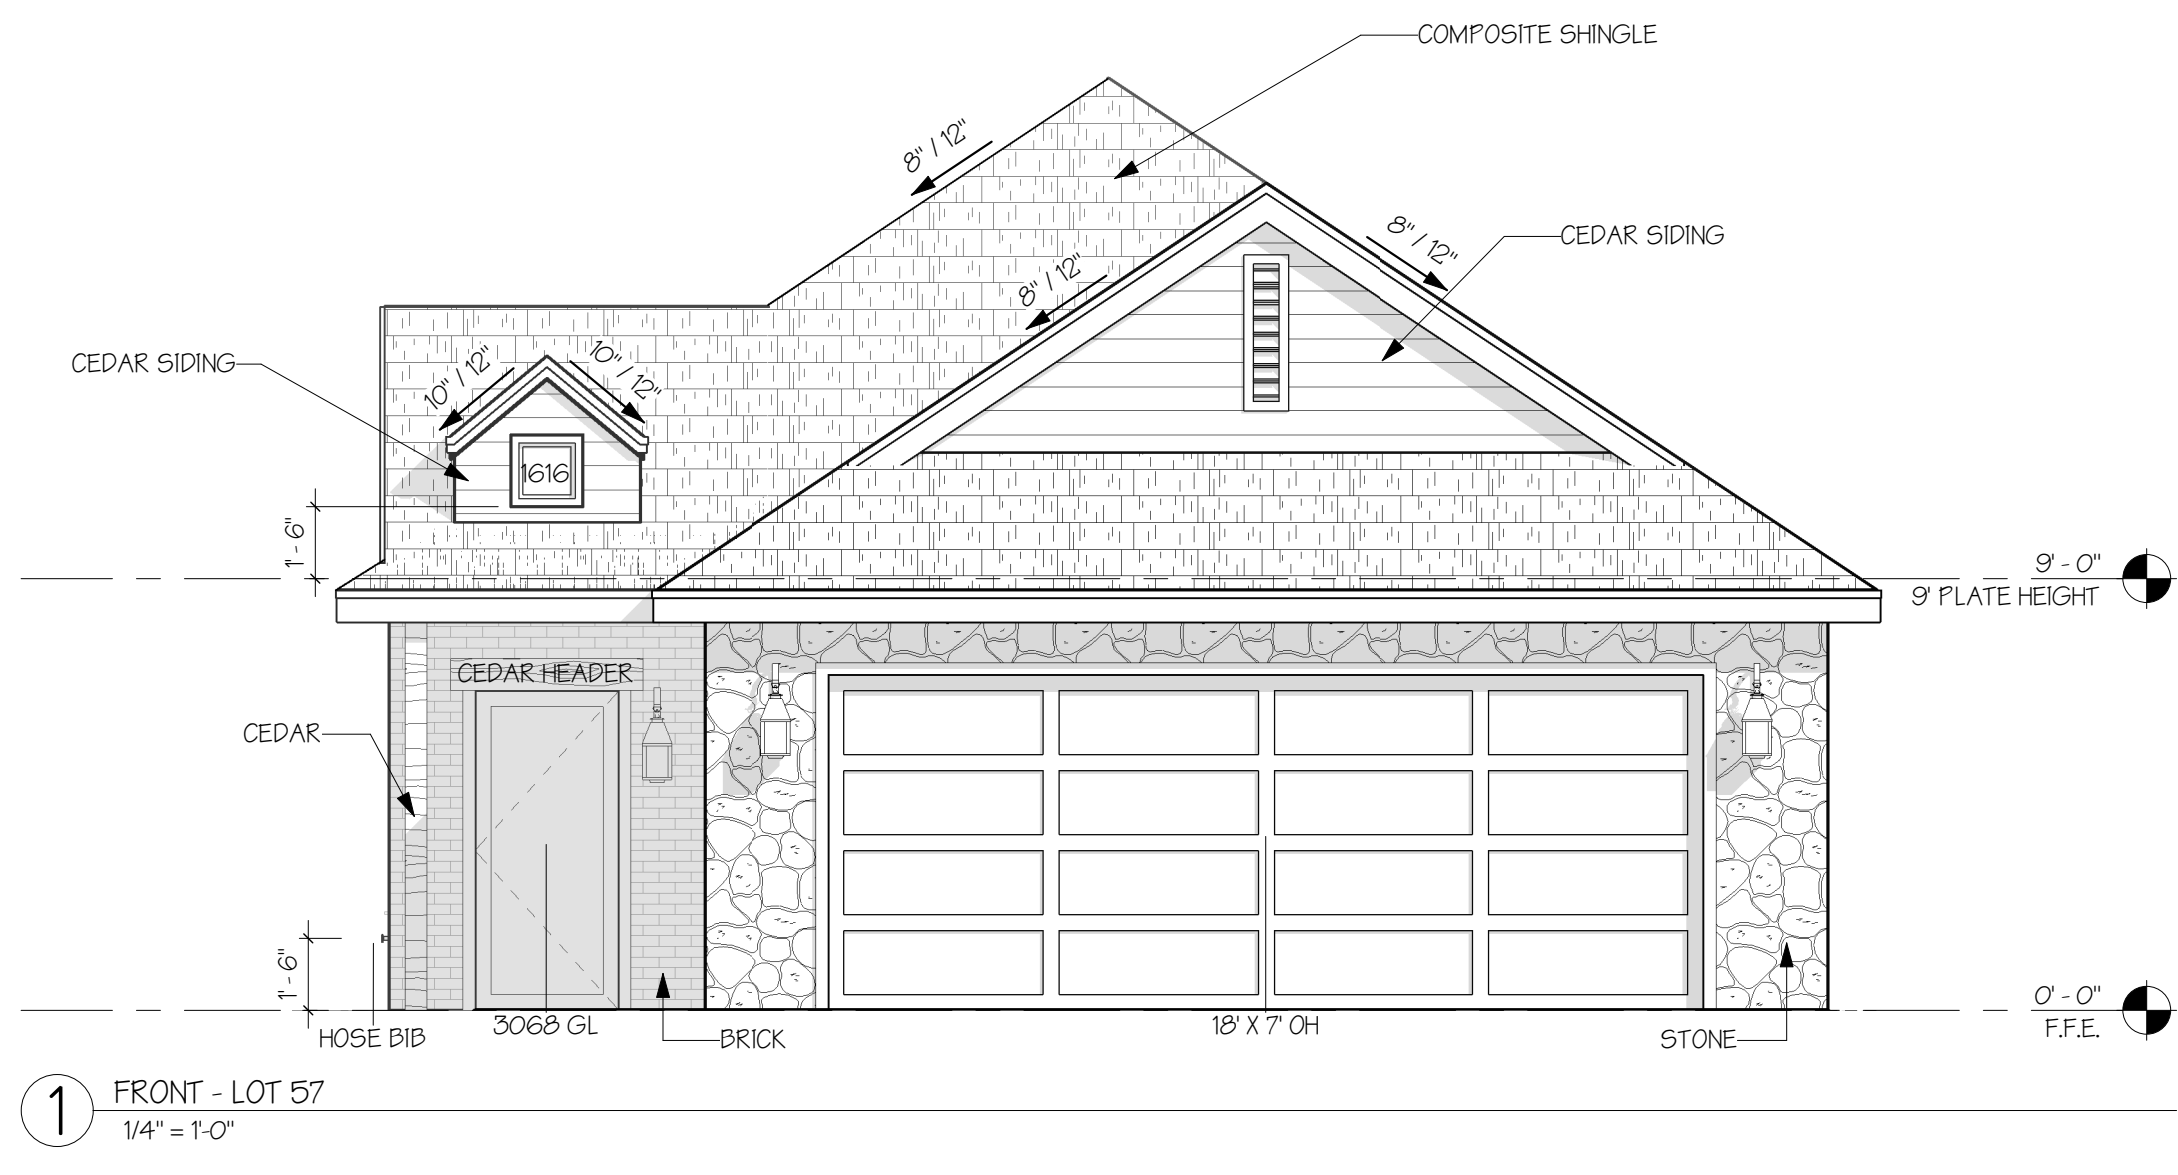 COMPOSITE SHINGLE
8" / 12"
8" / 12"
CEDAR SIDING
8" / 12"
CEDAR SIDING
10" / 12"
10" / 12"
1616
1' - 6"
9' - 0"
9' PLATE HEIGHT
CEDAR HEADER
CEDAR
1' - 6"
0' - 0"
F.F.E.
HOSE BIB
3068 GL
BRICK
18' X 7' OH
STONE
1
FRONT - LOT 57
1/4" = 1'-0"